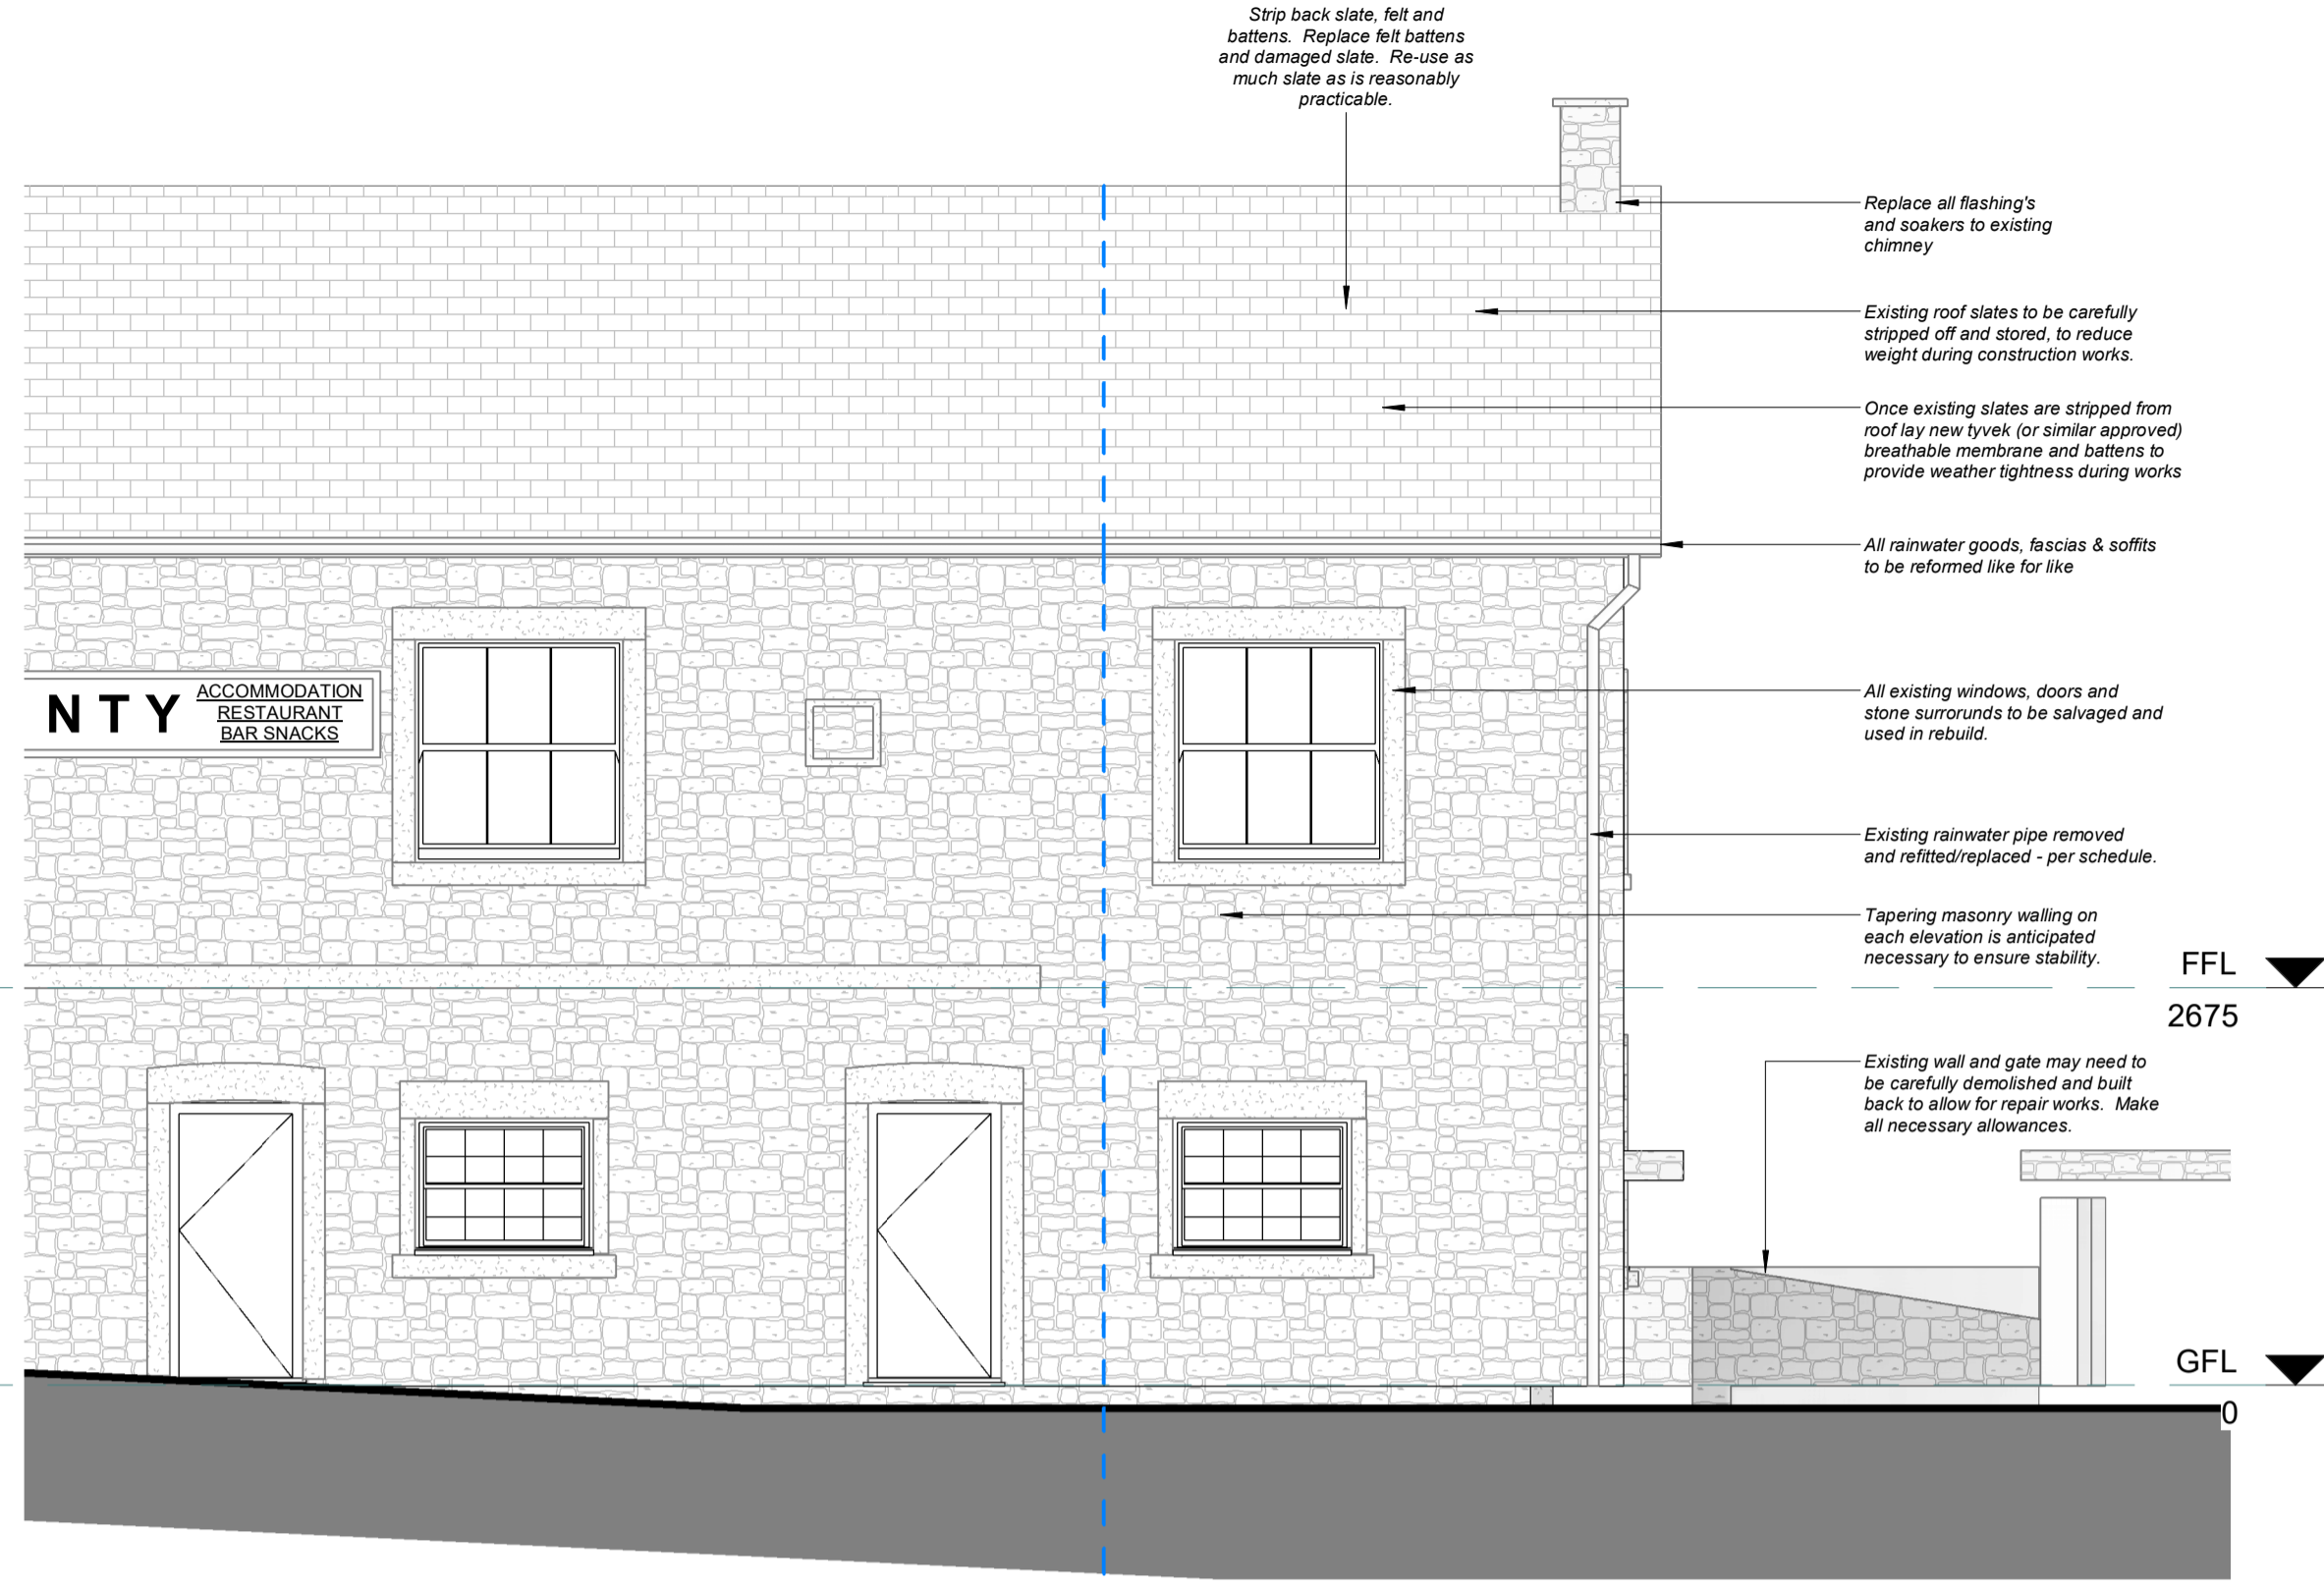 Strip back slate, felt and
battens. Replace felt battens
and damaged slate. Re-use as
much slate as is reasonably
practicable.
Replace all flashing's
and soakers to existing
chimney
Existing roof slates to be carefully
stripped off and stored, to reduce
weight during construction works.
Once existing slates are stripped from
roof lay new tyvek (or similar approved)
breathable membrane and battens to
provide weather tightness during works
All rainwater goods, fascias & soffits
to be reformed like for like
NTY
ACCOMMODATION
RESTAURANT
BAR SNACKS
All existing windows, doors and
stone surrorunds to be salvaged and
used in rebuild.
Existing rainwater pipe removed
and refitted/replaced - per schedule.
Tapering masonry walling on
each elevation is anticipated
necessary to ensure stability.
FFL
2675
Existing wall and gate may need to
be carefully demolished and built
back to allow for repair works. Make
all necessary allowances.
GFL
0